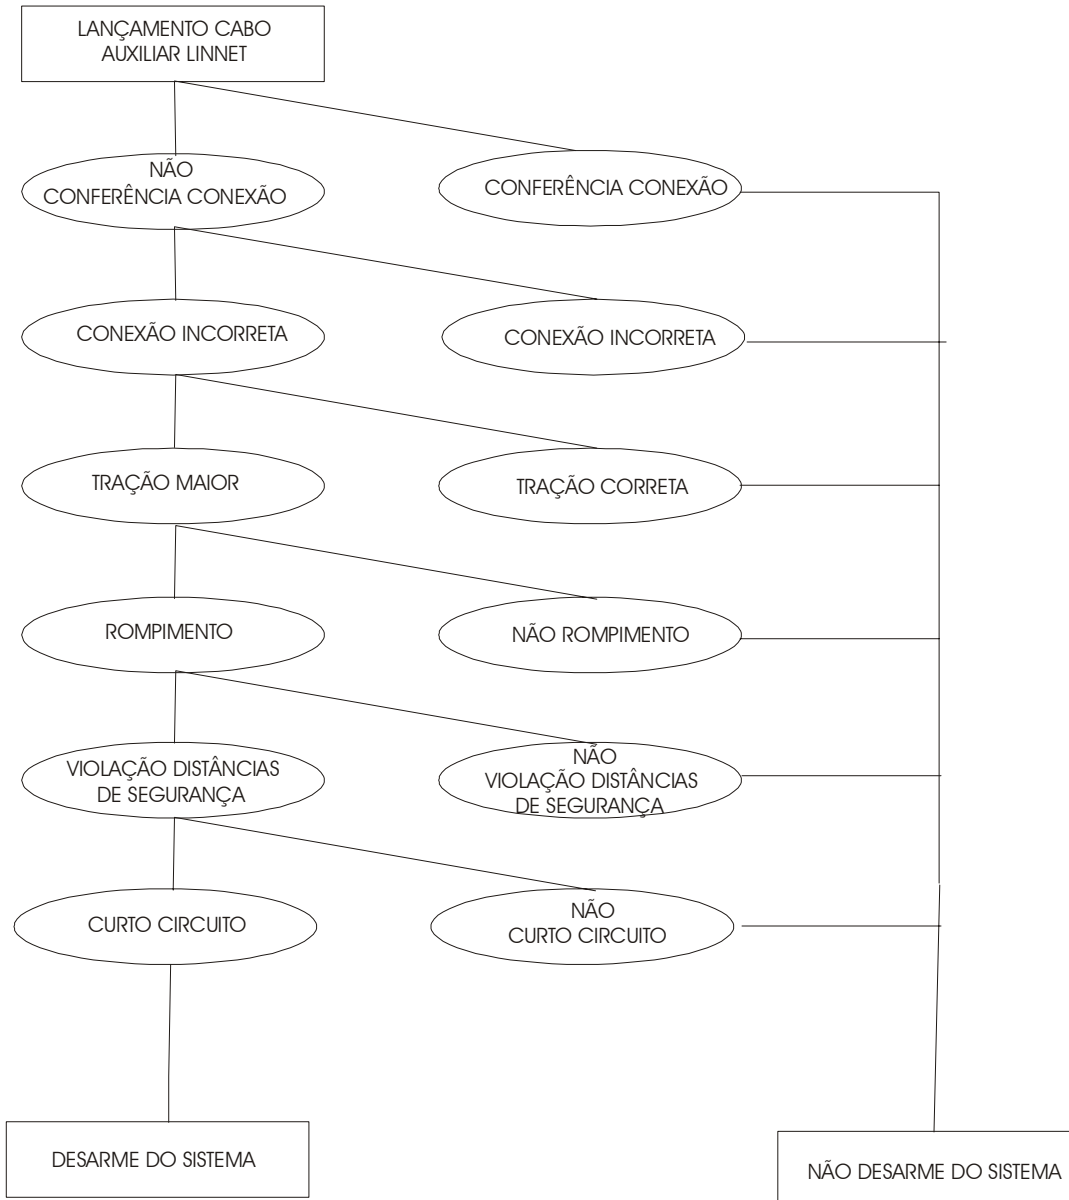 LANÇAMENTO CABO
AUXILIAR LINNET
NÃO
CONFERÊNCIA CONEXÃO
CONFERÊNCIA CONEXÃO
CONEXÃO INCORRETA
CONEXÃO INCORRETA
TRAÇÃO MAIOR
TRAÇÃO CORRETA
ROMPIMENTO
NÃO ROMPIMENTO
VIOLAÇÃO DISTÂNCIAS
DE SEGURANÇA
NÃO
VIOLAÇÃO DISTÂNCIAS
DE SEGURANÇA
CURTO CIRCUITO
NÃO
CURTO CIRCUITO
DESARME DO SISTEMA
NÃO DESARME DO SISTEMA